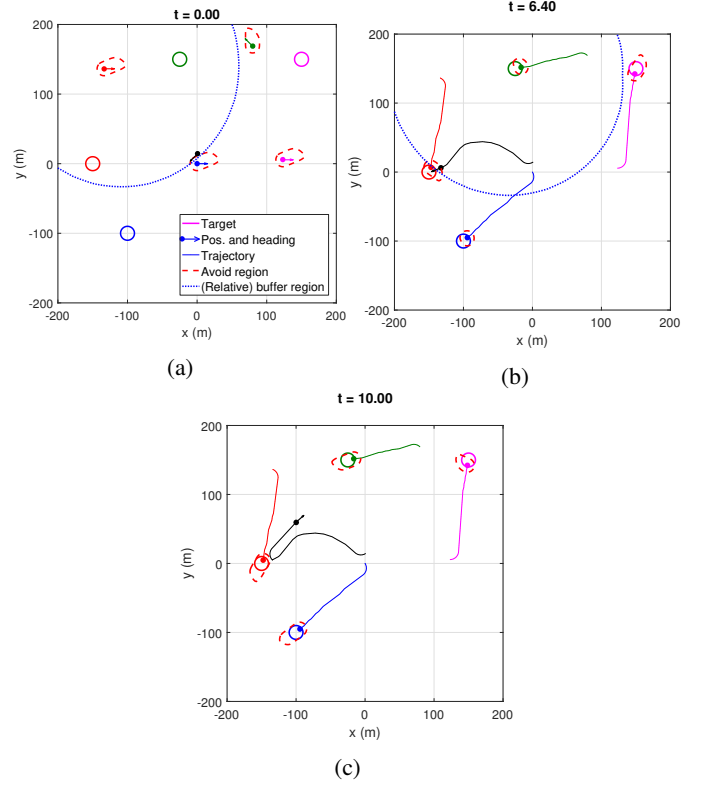 t = 0.00
200
100
0
-100
-200
y (m)
-200
-100
0
100
200
x (m)
Target
Pos. and heading
Trajectory
Avoid region
(Relative) buffer region
(a)
t = 6.40
200
100
0
-100
-200
y (m)
-200
-100
0
100
200
x (m)
(b)
t = 10.00
200
100
0
-100
-200
y (m)
-200
-100
0
100
200
x (m)
(c)